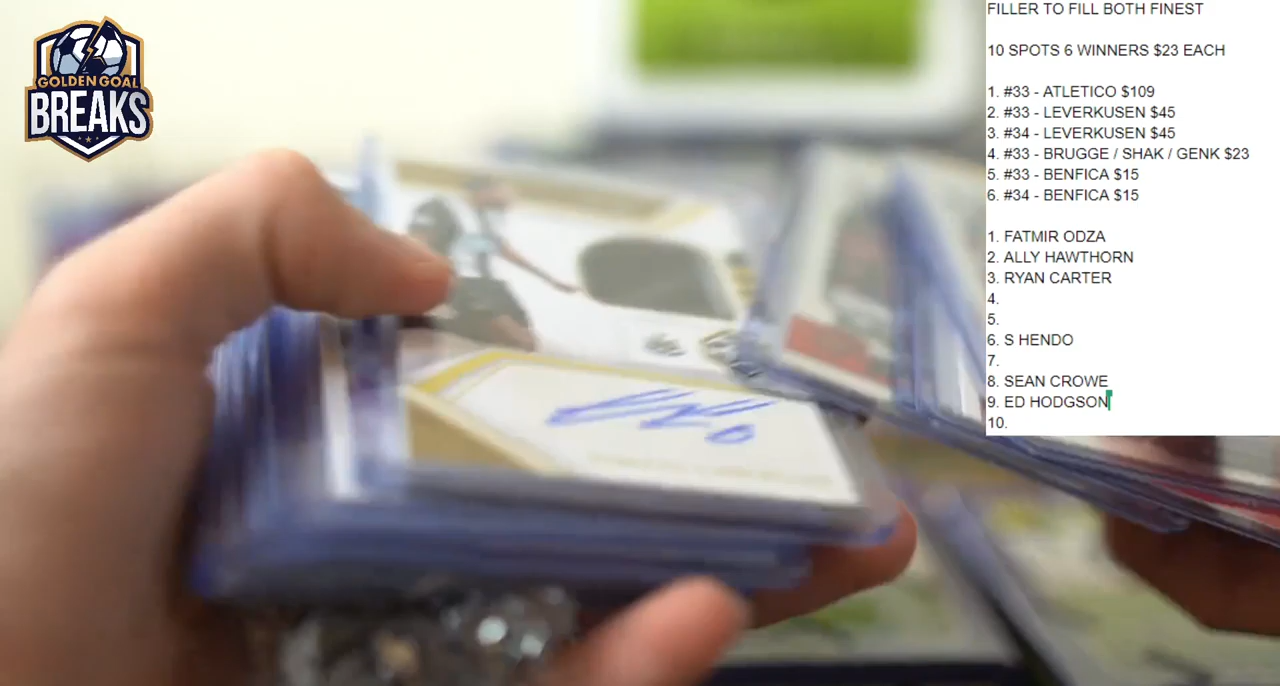 GOLDEN GOAL
BREAKS
FILLER TO FILL BOTH FINEST
10 SPOTS 6 WINNERS $23 EACH
1. #33 - ATLETICO $109
2. #33 - LEVERKUSEN $45
3. #34 - LEVERKUSEN $45
4. #33 - BRUGGE / SHAK / GENK $23
5. #33 - BENFICA $15
6. #34 - BENFICA $15
1. FATMIR ODZA
2. ALLY HAWTHORN
3. RYAN CARTER
4.
5.
6. S HENDO
7.
8. SEAN CROWE
9. ED HODGSON
10.